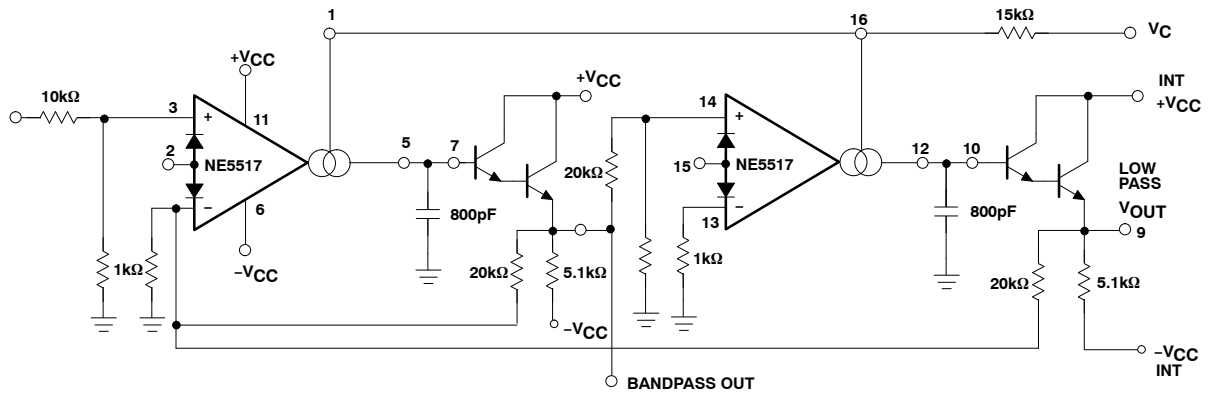 1
16
15kΩ
VC
+VCC
10kΩ
3
+
11
2
NE5517
−
6
−VCC
1kΩ
5
7
800pF
+VCC
20kΩ
20kΩ
5.1kΩ
−VCC
BANDPASS OUT
14
+
15
NE5517
−
13
1kΩ
12
10
800pF
INT
+VCC
LOW
PASS
VOUT
9
20kΩ
5.1kΩ
−VCC
INT